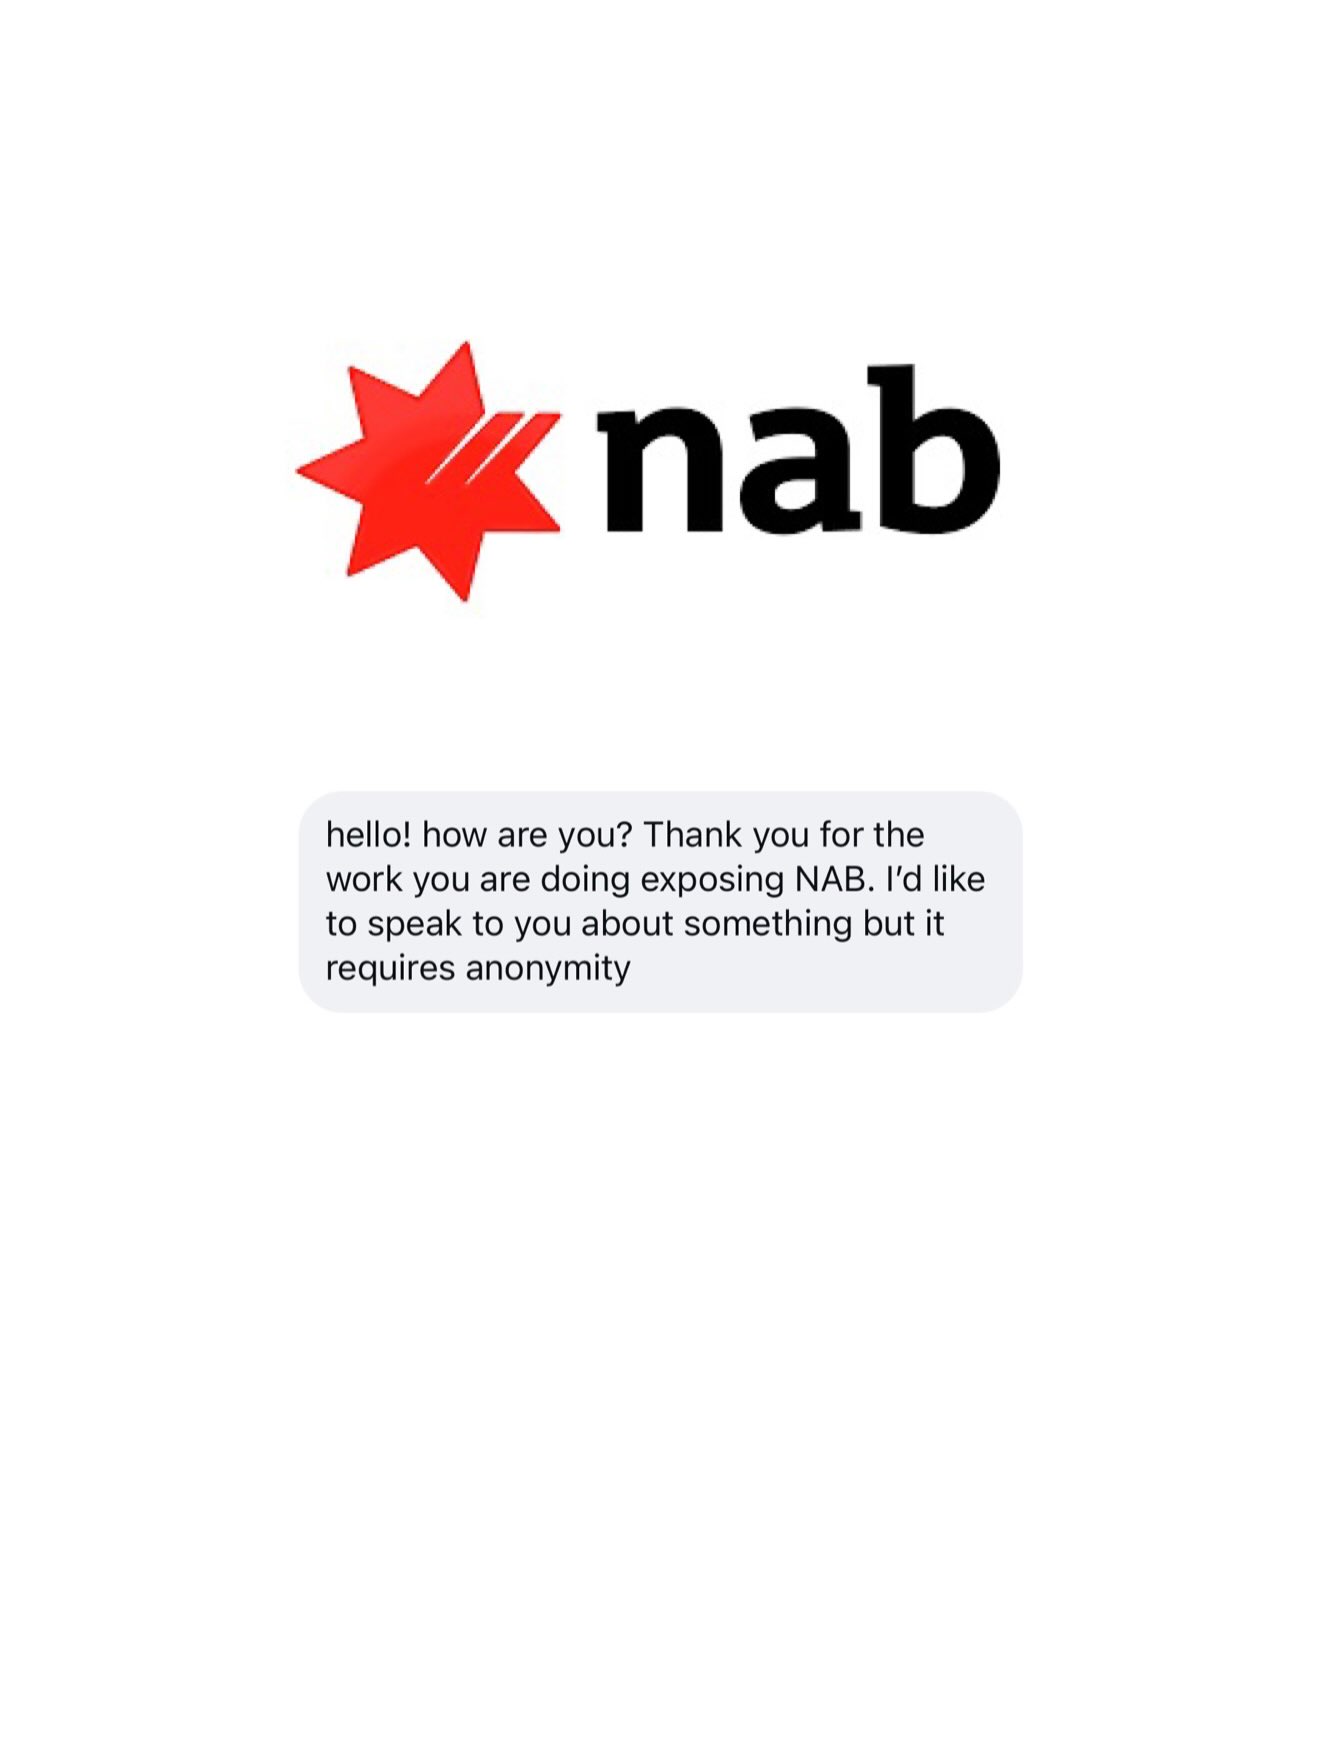 nab
hello! how are you? Thank you for the
work you are doing exposing NAB. I’d like
to speak to you about something but it
requires anonymity